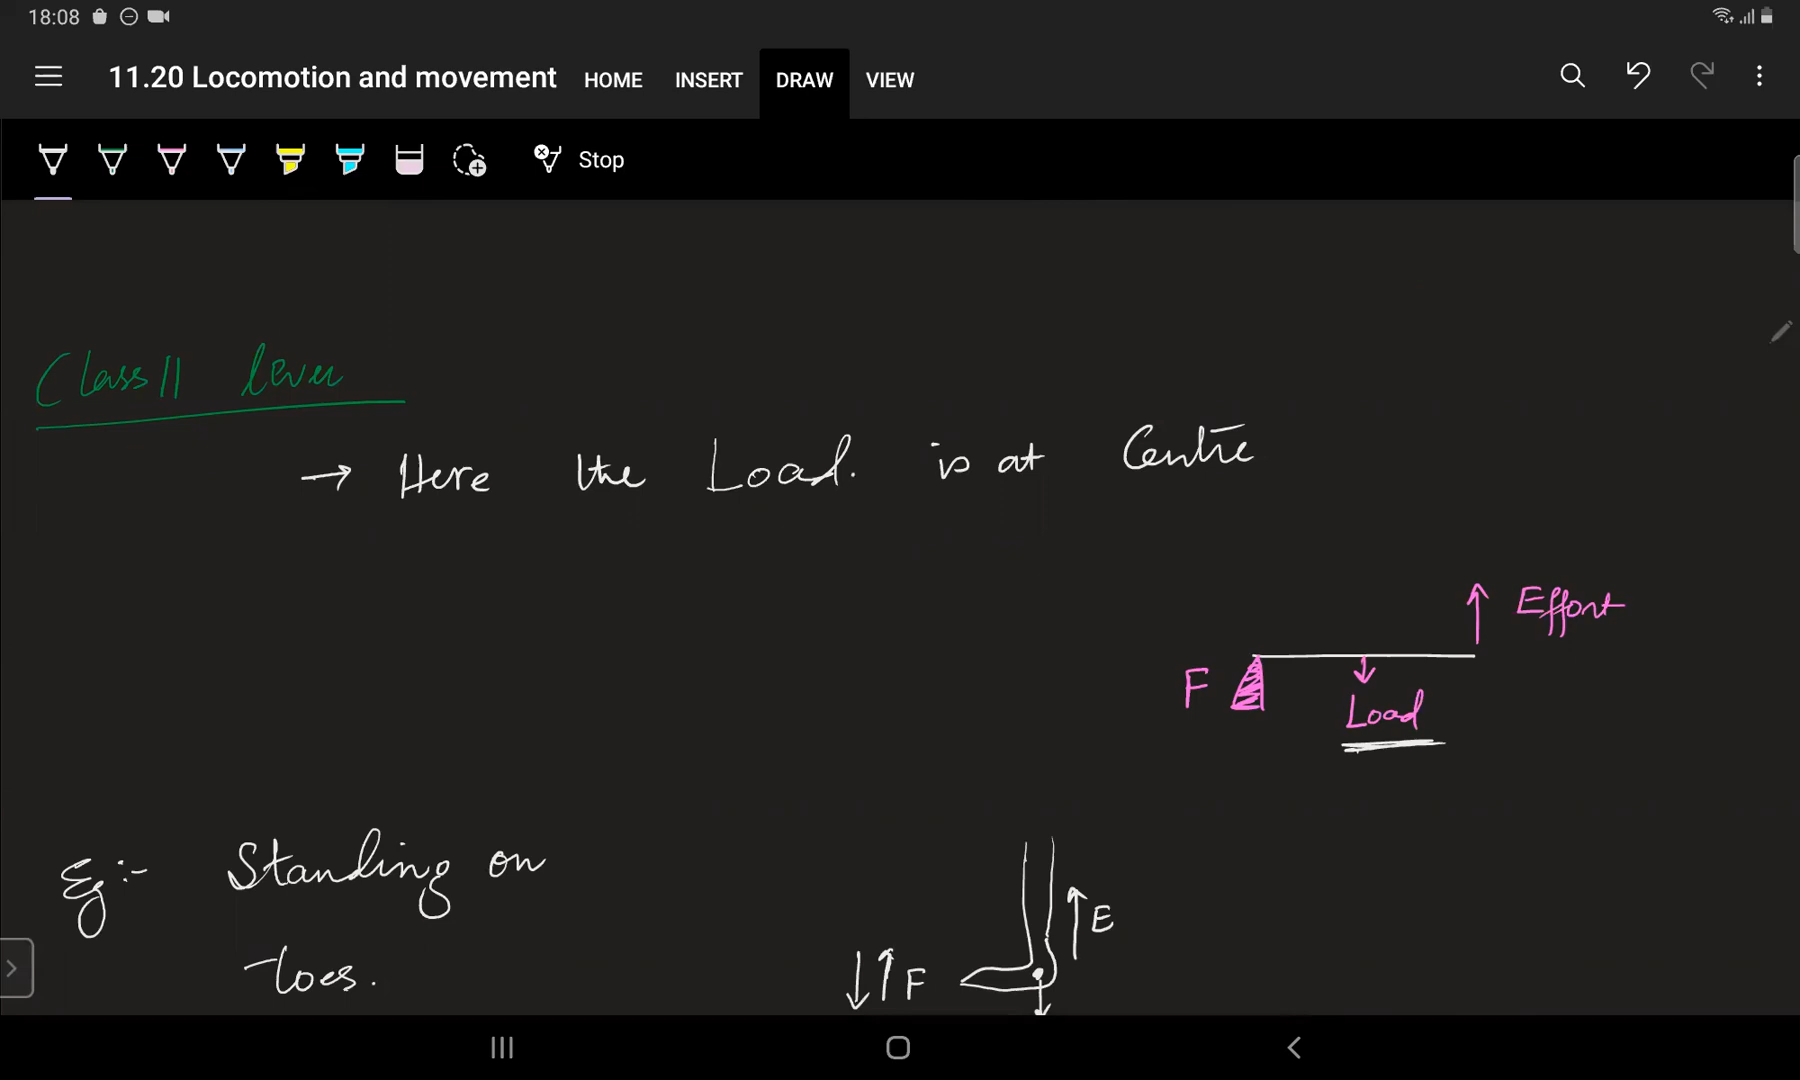 18:08
11.20 Locomotion and movement HOME INSERT DRAW VIEW
Stop
Class II lever
→ Here the Load. is at Centre
Effort
F
Load
Eg:- Standing on
toes.
E
F